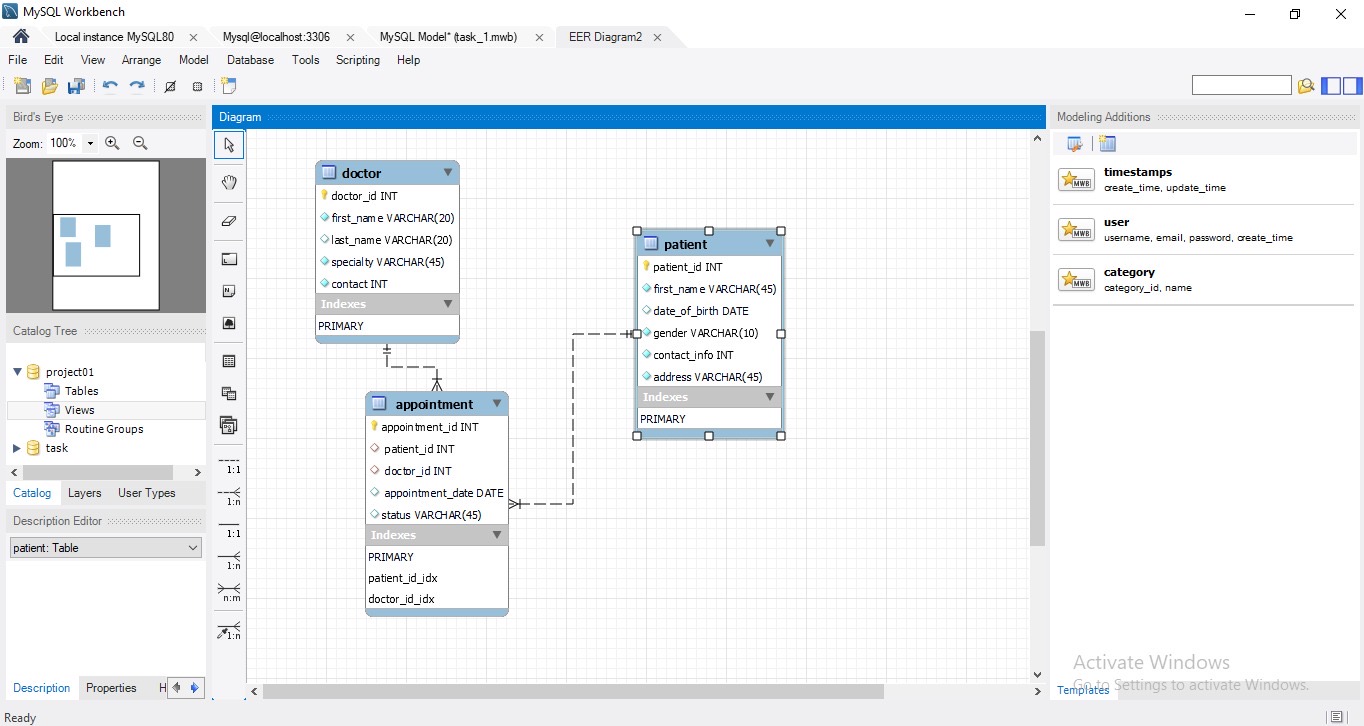 MySQL Workbench
Local instance MySQL80
Mysql@localhost:3306
MySQL Model* (task_1.mwb)
EER Diagram2
File Edit View Arrange Model Database Tools Scripting Help
Bird's Eye
Zoom: 100%
Catalog Tree
project01
Tables
Views
Routine Groups
task
Catalog Layers User Types
Description Editor
patient: Table
Description Properties H
Ready
Diagram
1:1
1:n
1:1
1:n
n:m
1:n
doctor
doctor_id INT
first_name VARCHAR(20)
last_name VARCHAR(20)
specialty VARCHAR(45)
contact INT
Indexes
PRIMARY
appointment
appointment_id INT
patient_id INT
doctor_id INT
appointment_date DATE
status VARCHAR(45)
Indexes
PRIMARY
patient_id_idx
doctor_id_idx
patient
patient_id INT
first_name VARCHAR(45)
date_of_birth DATE
gender VARCHAR(10)
contact_info INT
address VARCHAR(45)
Indexes
PRIMARY
Modeling Additions
MWB
timestamps
create_time, update_time
MWB
user
username, email, password, create_time
MWB
category
category_id, name
Activate Windows
Go to Settings to activate Windows.
Templates